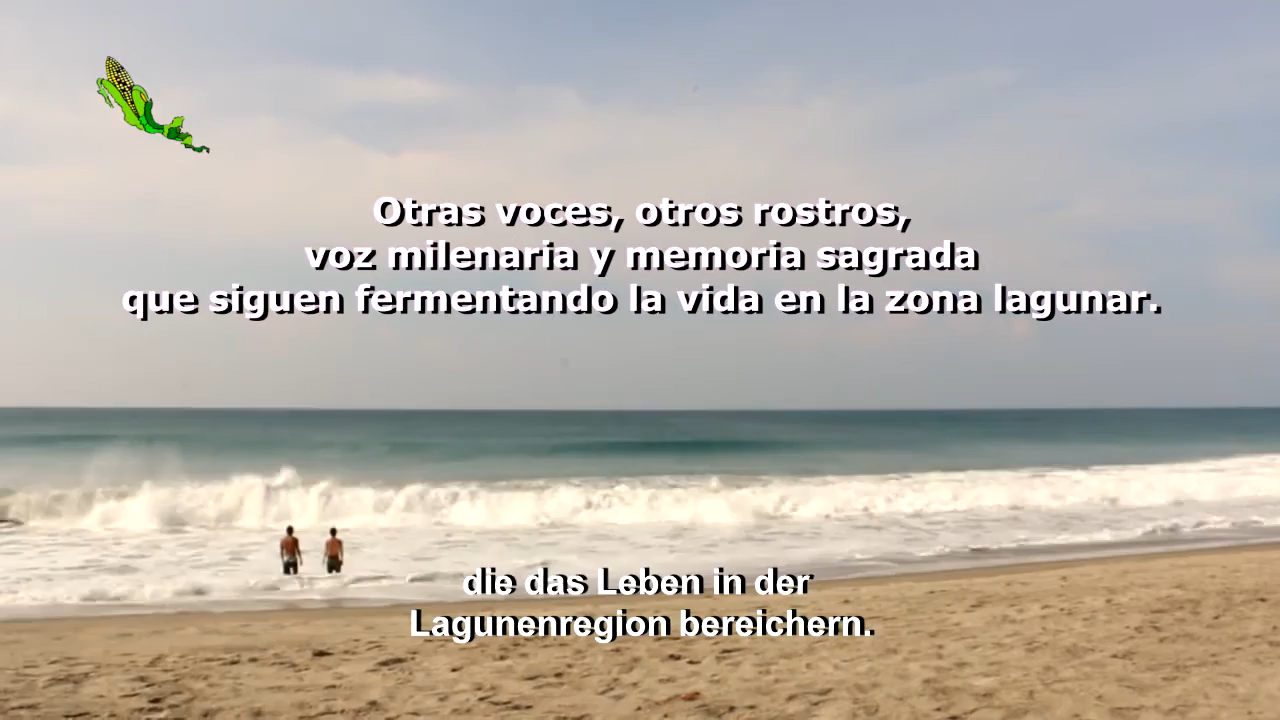 Otras voces, otros rostros,
voz milenaria y memoria sagrada
que siguen fermentando la vida en la zona lagunar.
die das Leben in der
Lagunenregion bereichern.